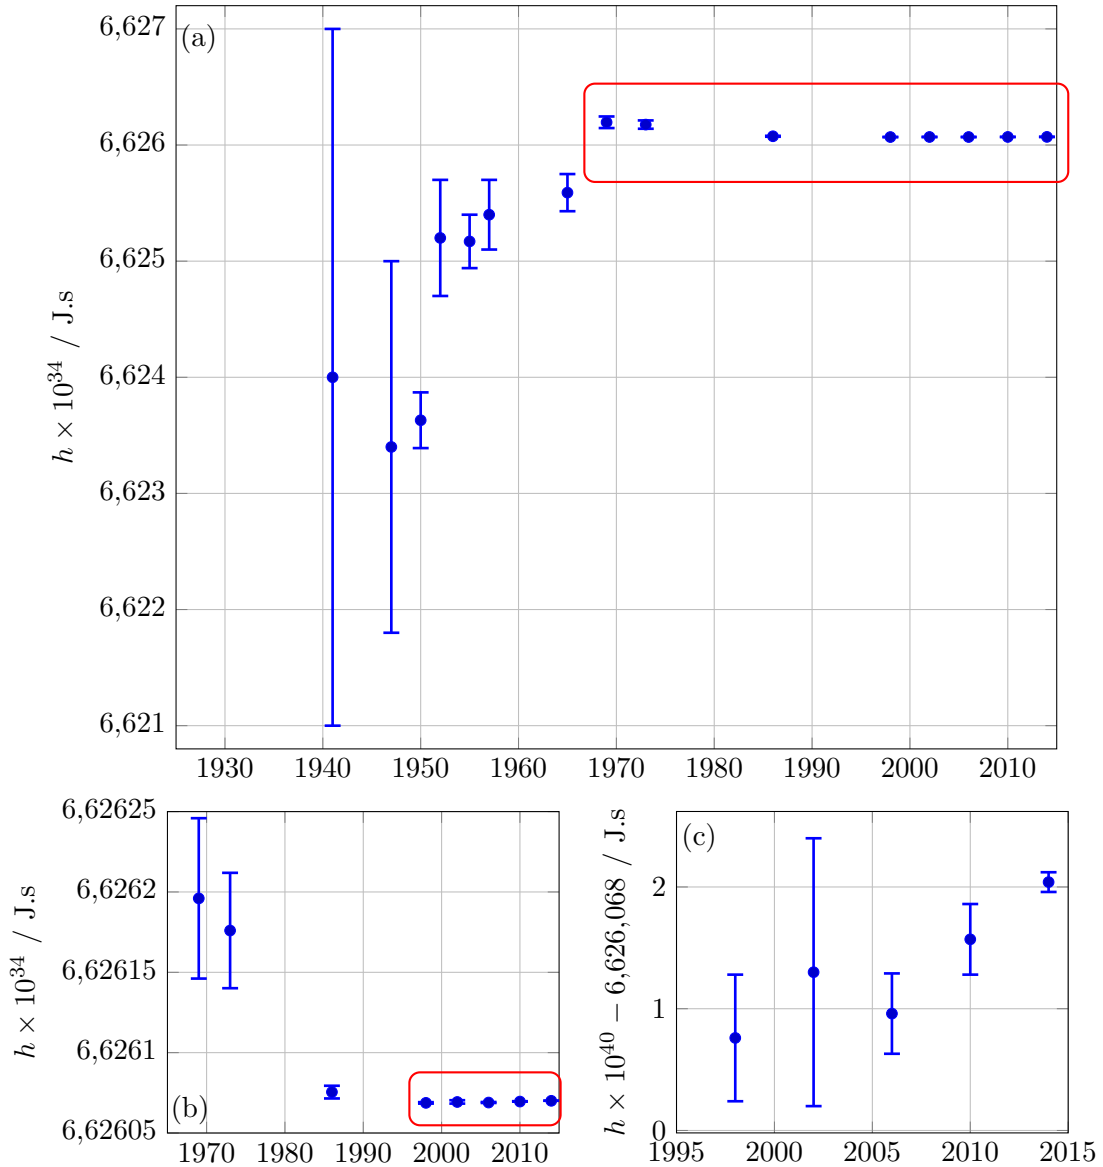 (a)
h × 10^34 / J.s
6,627
6,626
6,625
6,624
6,623
6,622
6,621
1930 1940 1950 1960 1970 1980 1990 2000 2010
(b)
h × 10^34 / J.s
6,62625
6,6262
6,62615
6,6261
6,62605
1970 1980 1990 2000 2010
(c)
h × 10^40 − 6,626,068 / J.s
2
1
0
1995 2000 2005 2010 2015